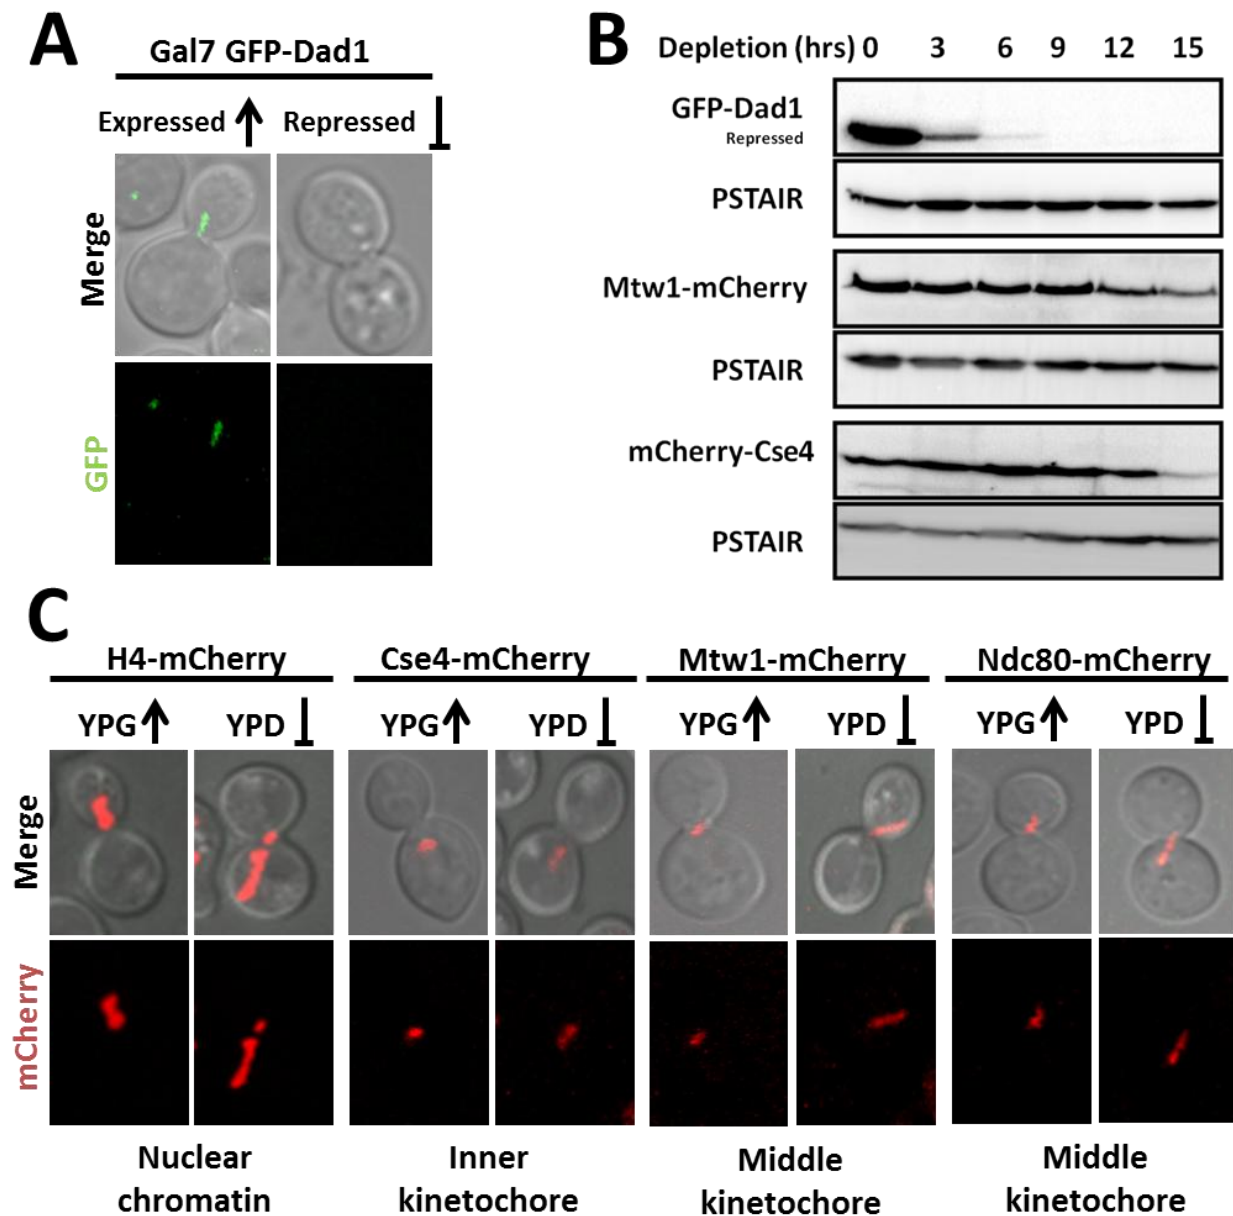 A
Gal7 GFP-Dad1
Expressed Repressed
Merge
GFP
B
Depletion (hrs) 0 3 6 9 12 15
GFP-Dad1
Repressed
PSTAIR
Mtw1-mCherry
PSTAIR
mCherry-Cse4
PSTAIR
C
H4-mCherry Cse4-mCherry Mtw1-mCherry Ndc80-mCherry
YPG YPD YPG YPD YPG YPD YPG YPD
Merge
mCherry
Nuclear Inner Middle Middle
chromatin kinetochore kinetochore kinetochore